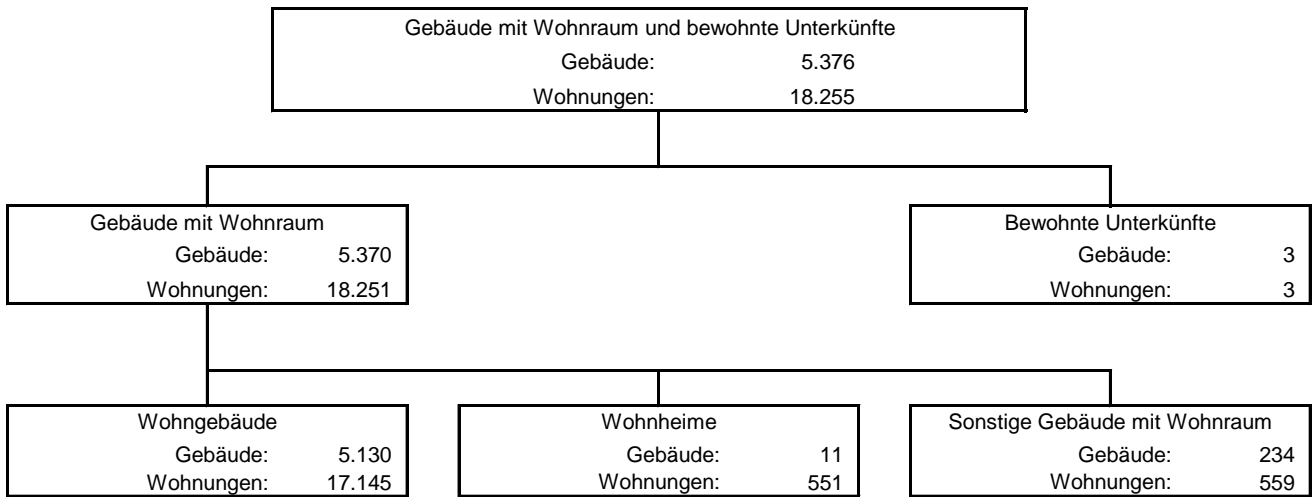 Gebäude mit Wohnraum und bewohnte Unterkünfte
Gebäude: 5.376
Wohnungen: 18.255
Gebäude mit Wohnraum
Gebäude: 5.370
Wohnungen: 18.251
Bewohnte Unterkünfte
Gebäude: 3
Wohnungen: 3
Wohngebäude
Gebäude: 5.130
Wohnungen: 17.145
Wohnheime
Gebäude: 11
Wohnungen: 551
Sonstige Gebäude mit Wohnraum
Gebäude: 234
Wohnungen: 559